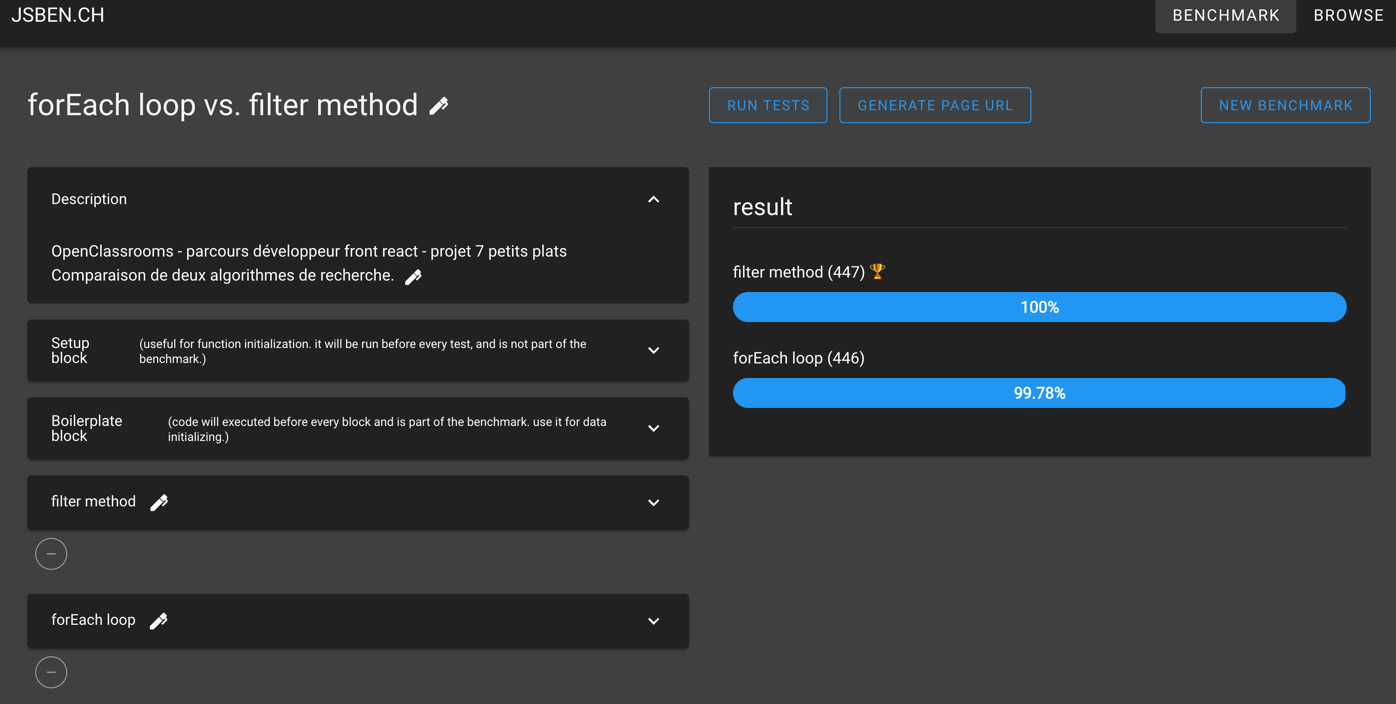 JSBEN.CH
BENCHMARK
BROWSE
forEach loop vs. filter method
RUN TESTS
GENERATE PAGE URL
NEW BENCHMARK
Description
OpenClassrooms - parcours développeur front react - projet 7 petits plats
Comparaison de deux algorithmes de recherche.
Setup
block
(useful for function initialization. it will be run before every test, and is not part of the
benchmark.)
Boilerplate
block
(code will executed before every block and is part of the benchmark. use it for data
initializing.)
filter method
forEach loop
result
filter method (447) 🏆
100%
forEach loop (446)
99.78%